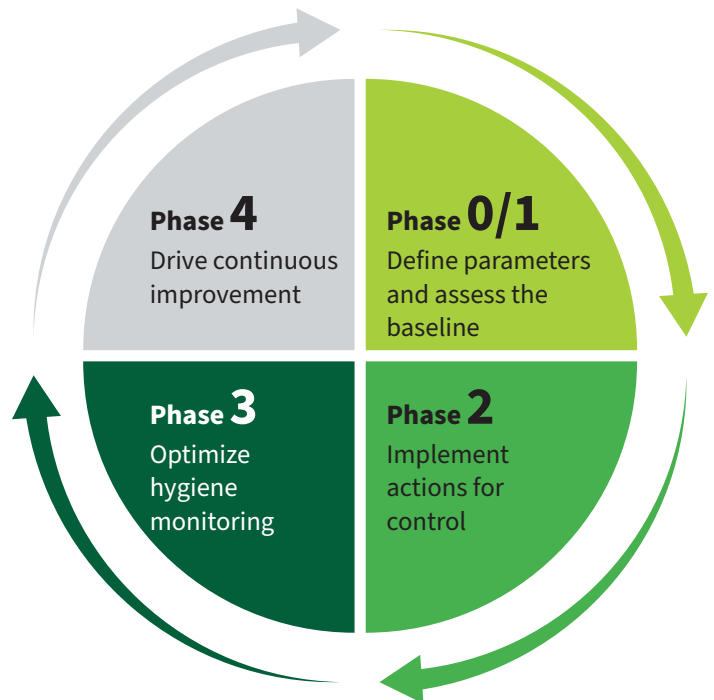 Phase 4
Drive continuous
improvement
Phase 0/1
Define parameters
and assess the
baseline
Phase 3
Optimize
hygiene
monitoring
Phase 2
Implement
actions for
control